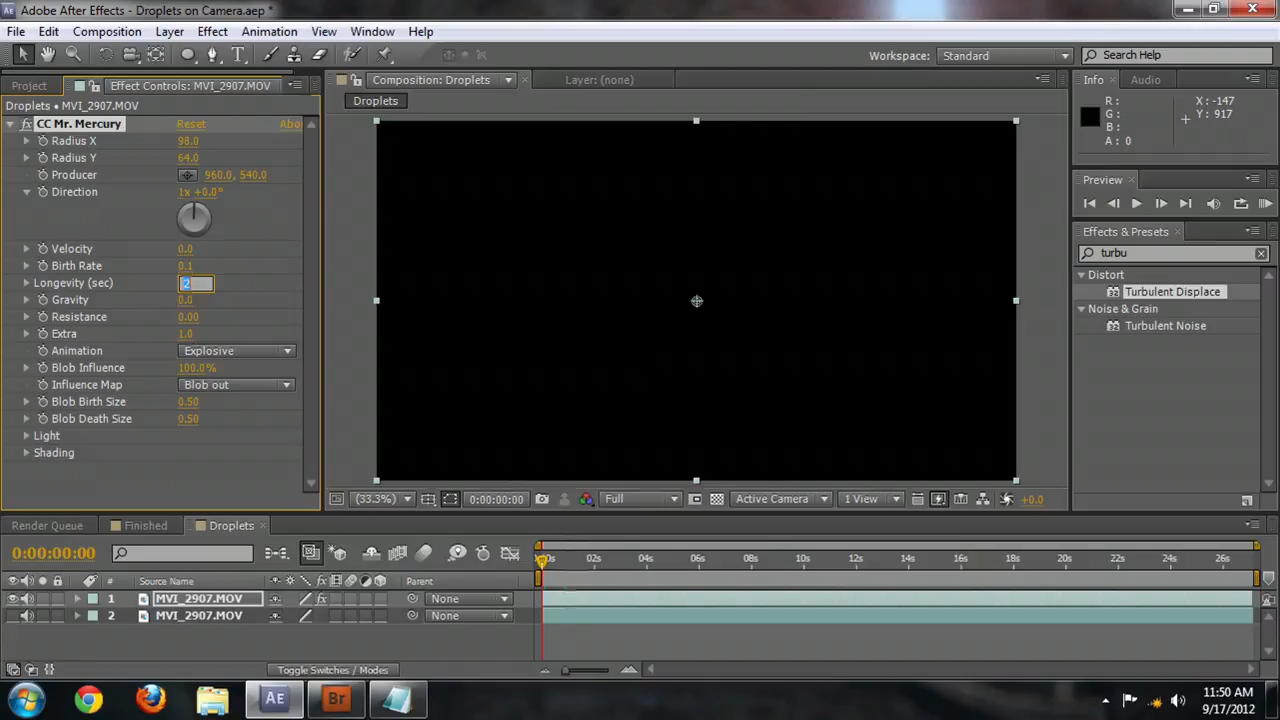 Adobe After Effects - Droplets on Camera.aep *
File Edit Composition Layer Effect Animation View Window Help
Workspace: Standard Search Help
Project Effect Controls: MVI_2907.MOV Composition: Droplets Layer: (none) Info Audio
Droplets • MVI_2907.MOV Droplets R: X: -147
G: Y: 917
B:
A: 0
CC Mr. Mercury Reset Abo
Radius X 98.0
Radius Y 64.0
Producer 960.0, 540.0
Direction 1x +0.0°
Velocity 0.0
Birth Rate 0.1
Longevity (sec) 2
Gravity 0.0
Resistance 0.00
Extra 1.0
Animation Explosive
Blob Influence 100.0%
Influence Map Blob out
Blob Birth Size 0.50
Blob Death Size 0.50
Light
Shading
Preview
Effects & Presets
turbu
Distort
32 Turbulent Displace
Noise & Grain
32 Turbulent Noise
(33.3%) 0:00:00:00 Full Active Camera 1 View +0.0
Render Queue Finished Droplets
0:00:00:00 :00s 02s 04s 06s 08s 10s 12s 14s 16s 18s 20s 22s 24s 26s
# Source Name fx Parent
1 MVI_2907.MOV fx None
2 MVI_2907.MOV None
Toggle Switches / Modes
AE Br 11:50 AM
9/17/2012